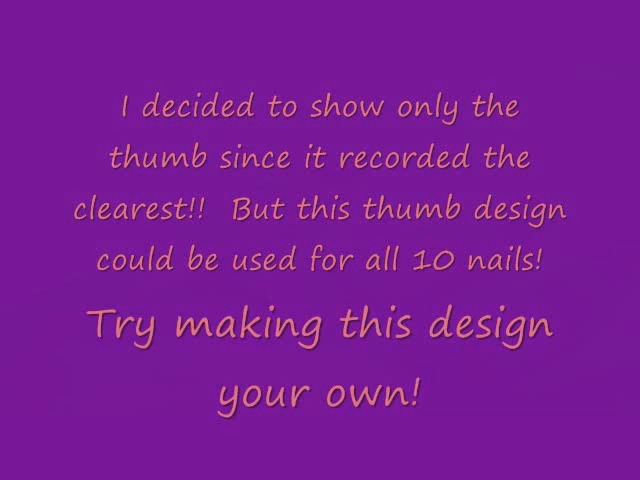 I decided to show only the
thumb since it recorded the
clearest!!  But this thumb design
could be used for all 10 nails!
Try making this design
your own!